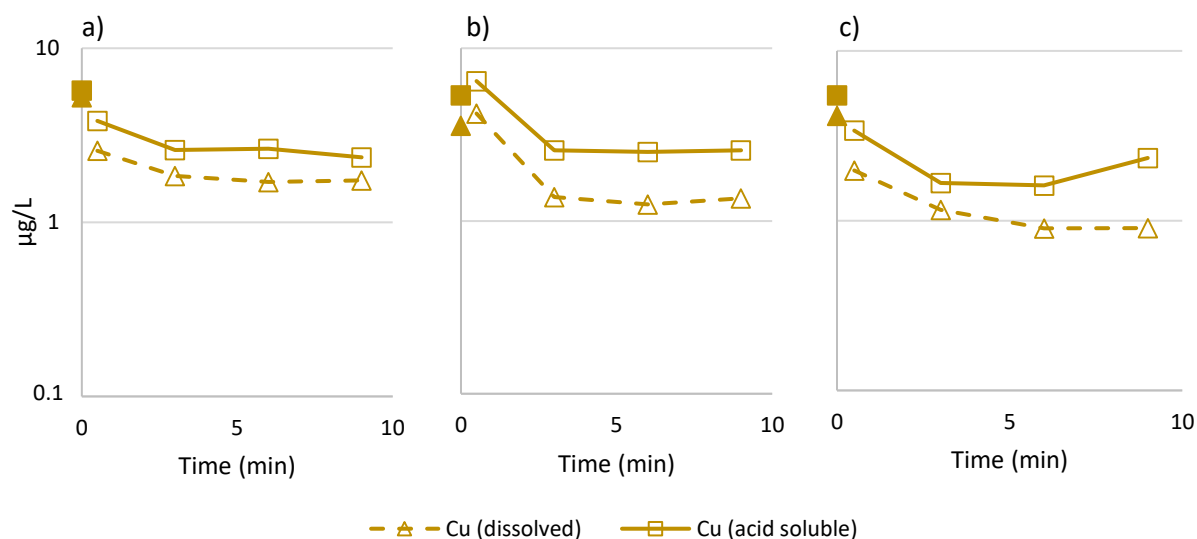 a) b) c)
10
1
0.1
µg/L
0 5 10 0 5 10 0 5 10
Time (min) Time (min) Time (min)
Cu (dissolved) Cu (acid soluble)